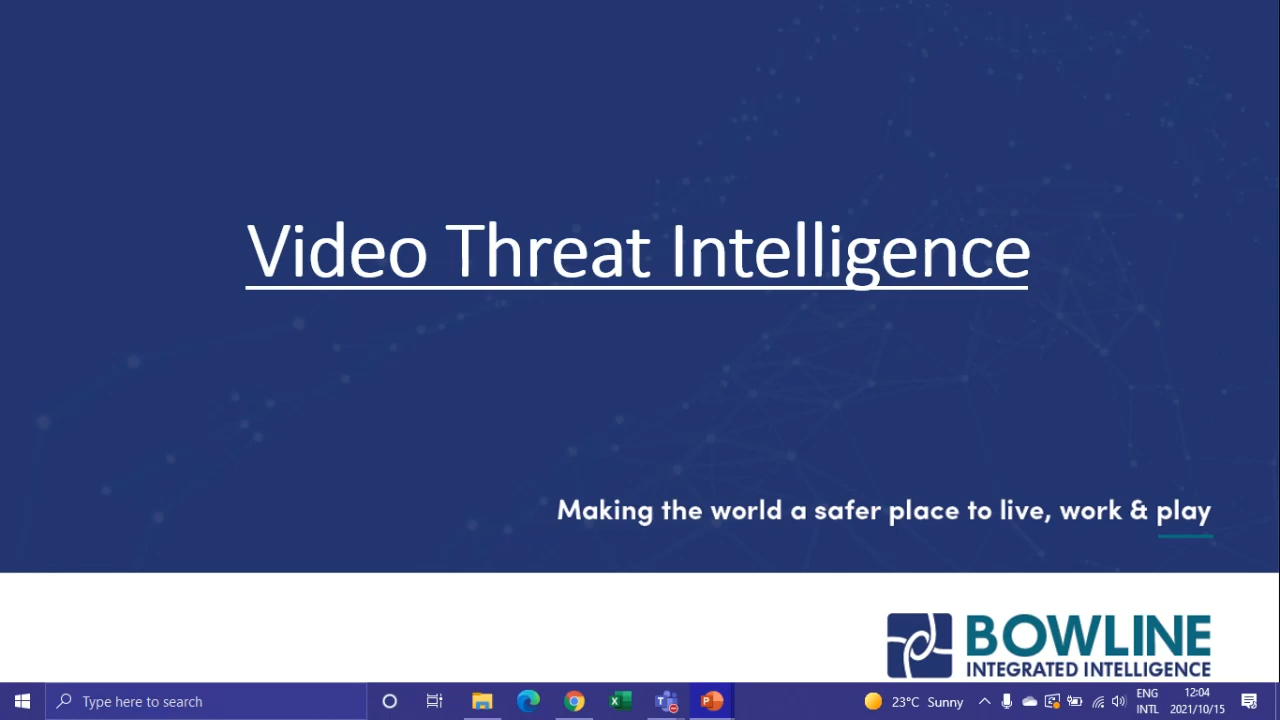 Video Threat Intelligence
Making the world a safer place to live, work & play
BOWLINE
INTEGRATED INTELLIGENCE
Type here to search
23°C Sunny
ENG
INTL
12:04
2021/10/15